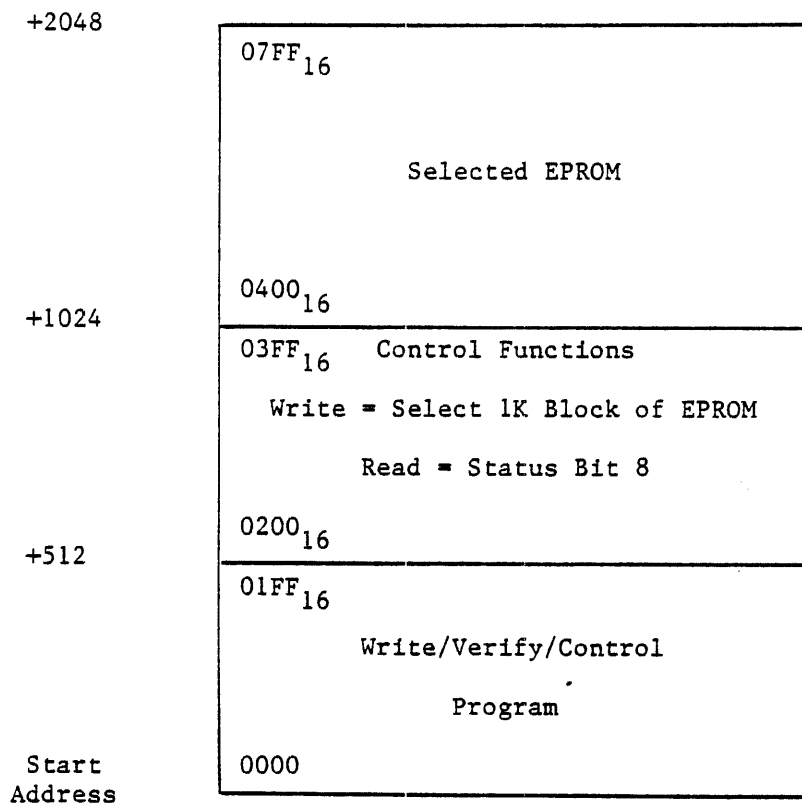 +2048
07FF16
Selected EPROM
040016
+1024
03FF16 Control Functions
Write = Select 1K Block of EPROM
Read = Status Bit 8
020016
+512
01FF16
Write/Verify/Control
Program
Start
Address
0000